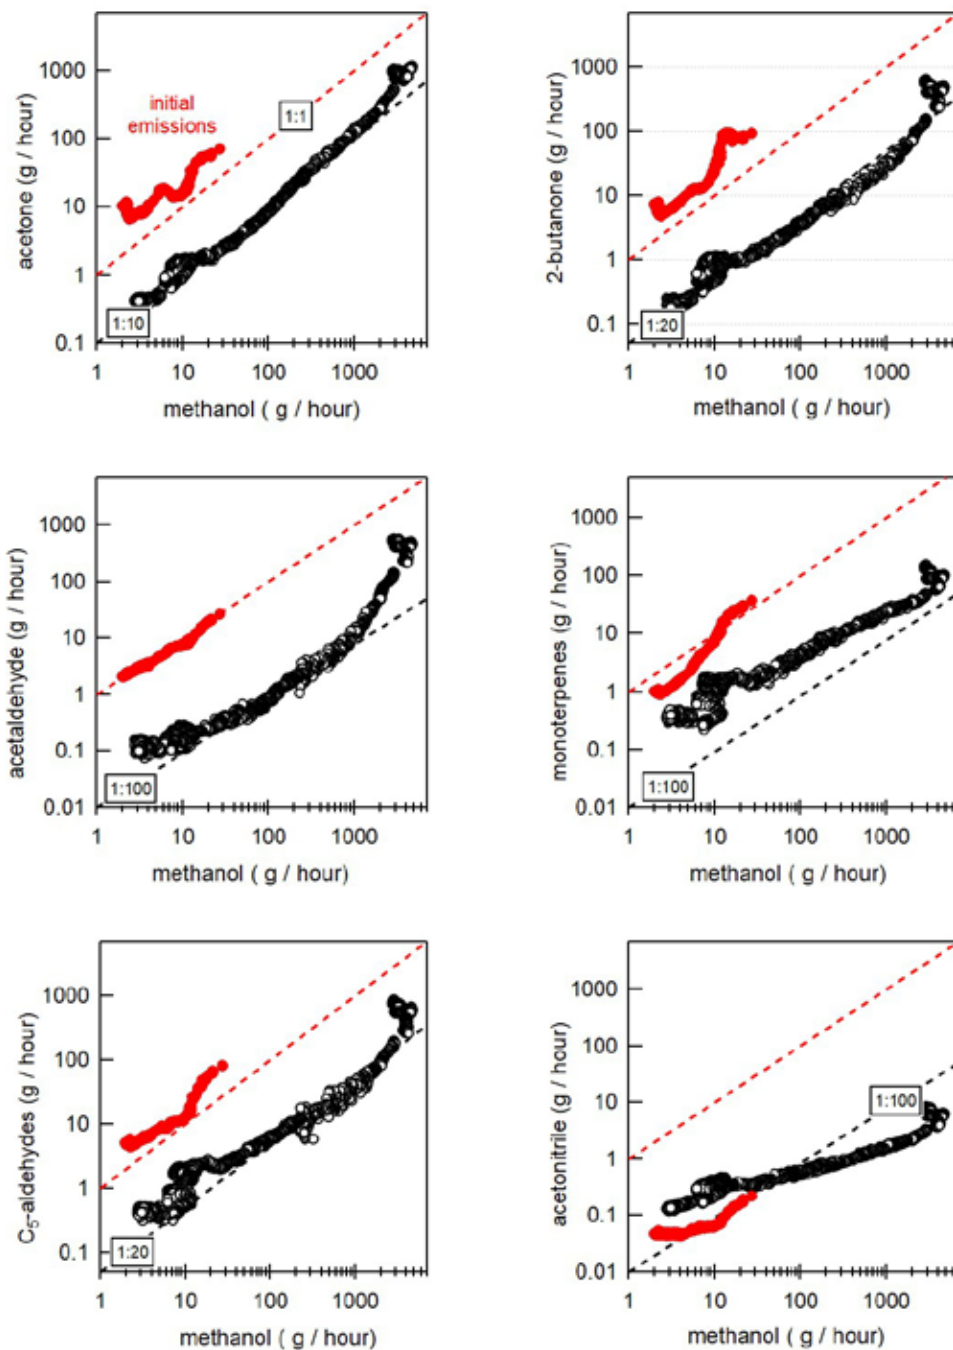 1000
100
10
1
0.1
acetone (g / hour)
initial
emissions
1:1
1:10
1 10 100 1000
methanol ( g / hour)
1000
100
10
1
0.1
2-butanone (g / hour)
1:20
1 10 100 1000
methanol ( g / hour)
1000
100
10
1
0.1
0.01
acetaldehyde (g / hour)
1:100
1 10 100 1000
methanol ( g / hour)
1000
100
10
1
0.1
0.01
monoterpenes (g / hour)
1:100
1 10 100 1000
methanol ( g / hour)
1000
100
10
1
0.1
C₅-aldehydes (g / hour)
1:20
1 10 100 1000
methanol ( g / hour)
1000
100
10
1
0.1
0.01
acetonitrile (g / hour)
1:100
1 10 100 1000
methanol ( g / hour)